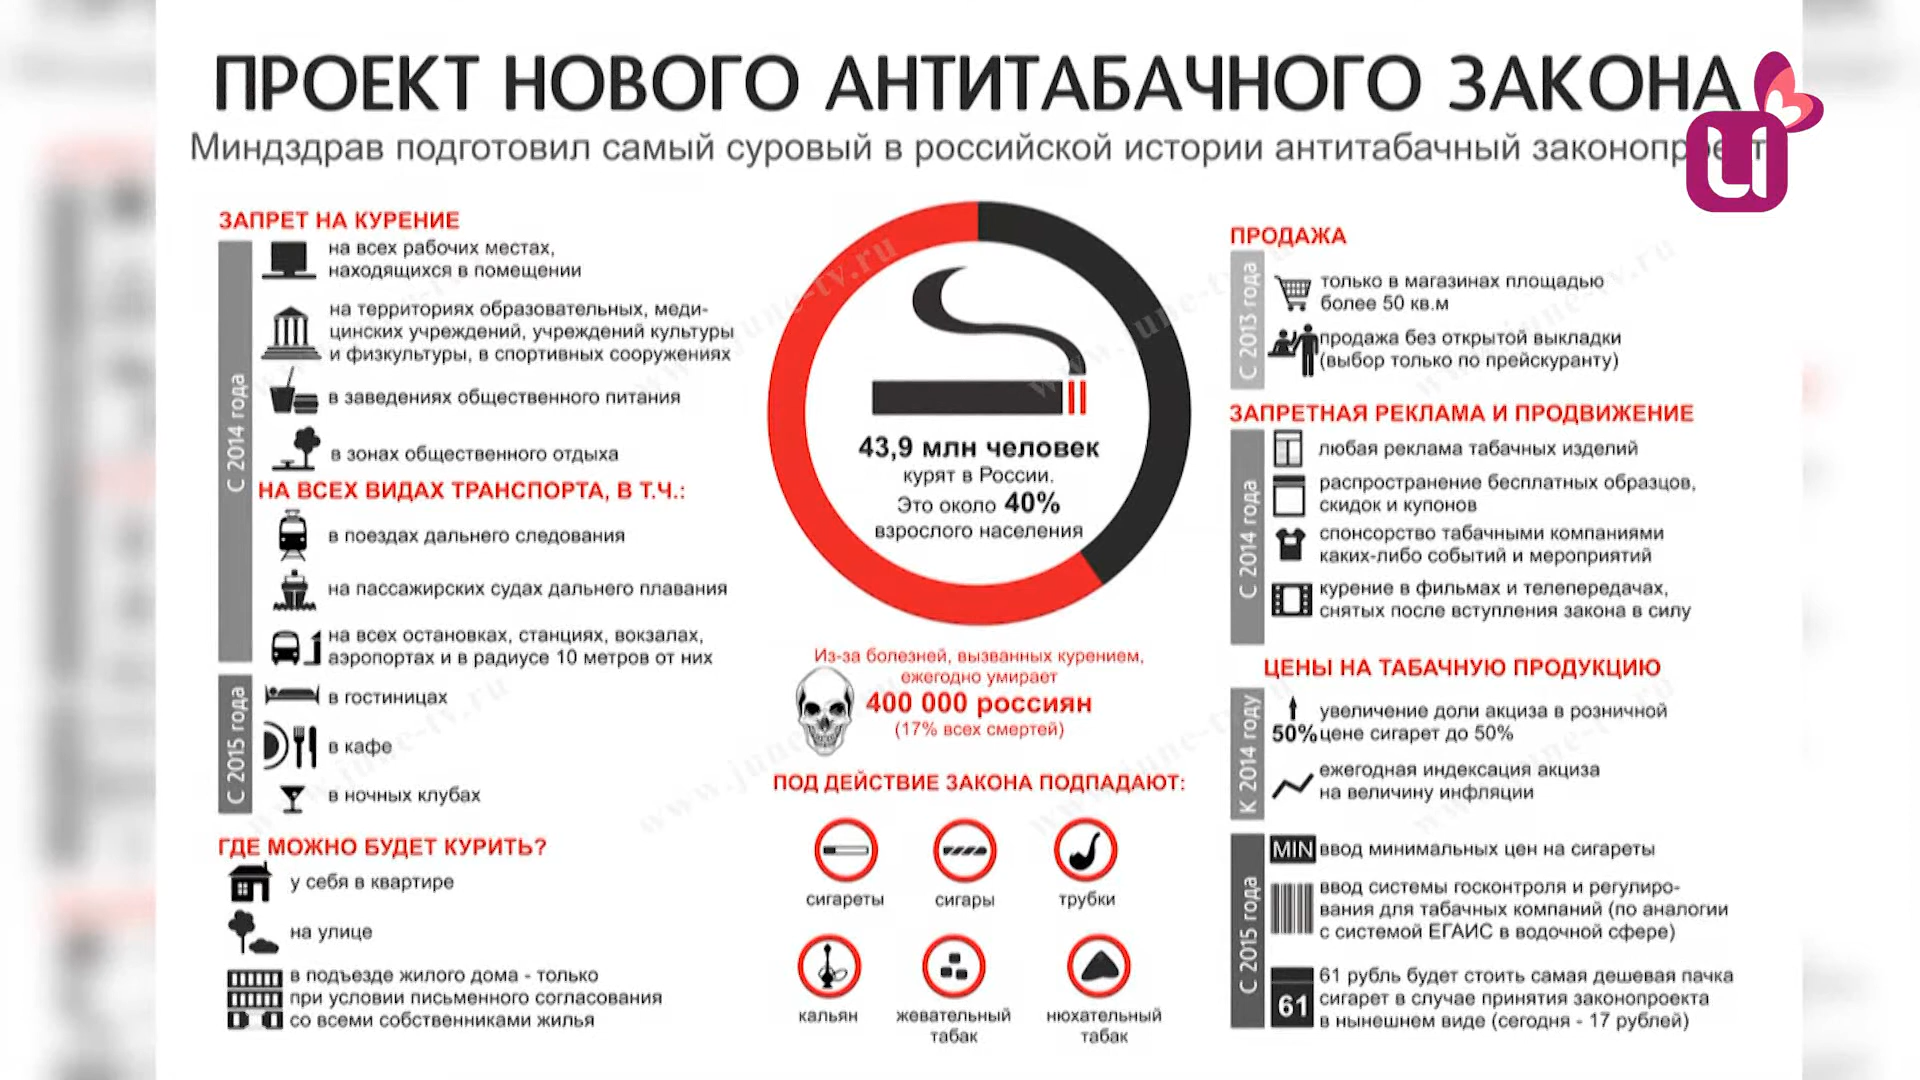 ПРОЕКТ НОВОГО АНТИТАБАЧНОГО ЗАКОНА
Миндздрав подготовил самый суровый в российской истории антитабачный законопроект
ЗАПРЕТ НА КУРЕНИЕ
С 2014 года
на всех рабочих местах,
находящихся в помещении
на территориях образовательных, меди-
цинских учреждений, учреждений культуры
и физкультуры, в спортивных сооружениях
в заведениях общественного питания
в зонах общественного отдыха
НА ВСЕХ ВИДАХ ТРАНСПОРТА, В Т.Ч.:
в поездах дальнего следования
на пассажирских судах дальнего плавания
на всех остановках, станциях, вокзалах,
аэропортах и в радиусе 10 метров от них
С 2015 года
в гостиницах
в кафе
в ночных клубах
ГДЕ МОЖНО БУДЕТ КУРИТЬ?
у себя в квартире
на улице
в подъезде жилого дома - только
при условии письменного согласования
со всеми собственниками жилья
43,9 млн человек
курят в России.
Это около 40%
взрослого населения
Из-за болезней, вызванных курением,
ежегодно умирает
400 000 россиян
(17% всех смертей)
ПОД ДЕЙСТВИЕ ЗАКОНА ПОДПАДАЮТ:
сигареты
сигары
трубки
кальян
жевательный
табак
нюхательный
табак
ПРОДАЖА
С 2013 года
только в магазинах площадью
более 50 кв.м
продажа без открытой выкладки
(выбор только по прейскуранту)
ЗАПРЕТНАЯ РЕКЛАМА И ПРОДВИЖЕНИЕ
С 2014 года
любая реклама табачных изделий
распространение бесплатных образцов,
скидок и купонов
спонсорство табачными компаниями
каких-либо событий и мероприятий
курение в фильмах и телепередачах,
снятых после вступления закона в силу
ЦЕНЫ НА ТАБАЧНУЮ ПРОДУКЦИЮ
К 2014 году
50%
увеличение доли акциза в розничной
цене сигарет до 50%
ежегодная индексация акциза
на величину инфляции
С 2015 года
MIN
ввод минимальных цен на сигареты
ввод системы госконтроля и регулиро-
вания для табачных компаний (по аналогии
с системой ЕГАИС в водочной сфере)
61
61 рубль будет стоить самая дешевая пачка
сигарет в случае принятия законопроекта
в нынешнем виде (сегодня - 17 рублей)
www.june-tv.ru